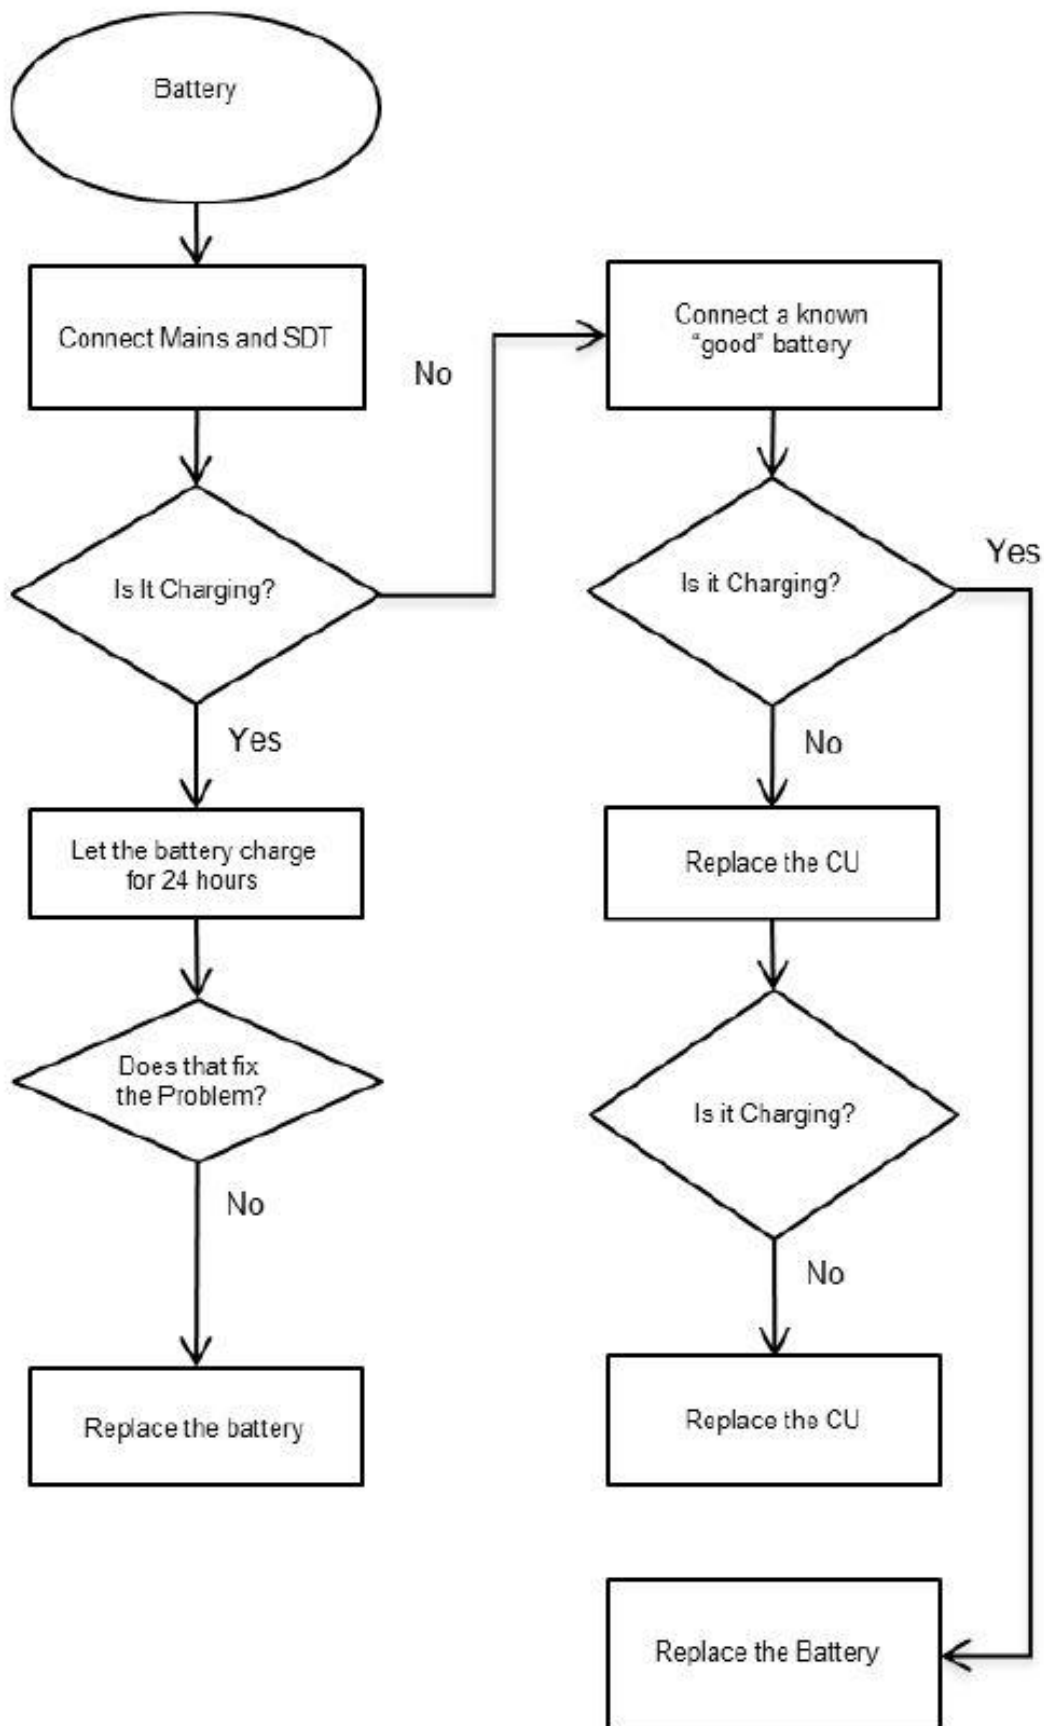 Battery
Connect Mains and SDT
No
Is It Charging?
Yes
Let the battery charge
for 24 hours
Does that fix
the Problem?
No
Replace the battery
Connect a known
“good” battery
Is it Charging?
Yes
No
Replace the CU
Is it Charging?
No
Replace the CU
Replace the Battery